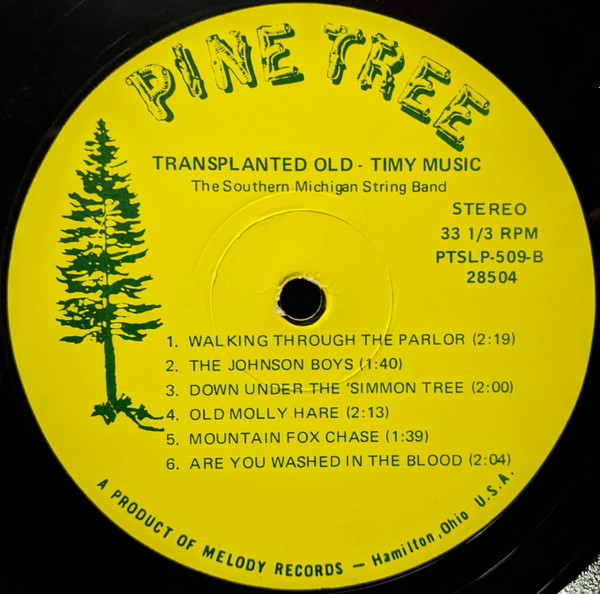 PINE TREE
TRANSPLANTED OLD - TIMY MUSIC
The Southern Michigan String Band
STEREO
33 1/3 RPM
PTSLP-509-B
28504
1. WALKING THROUGH THE PARLOR (2:19)
2. THE JOHNSON BOYS (1:40)
3. DOWN UNDER THE 'SIMMON TREE (2:00)
4. OLD MOLLY HARE (2:13)
5. MOUNTAIN FOX CHASE (1:39)
6. ARE YOU WASHED IN THE BLOOD (2:04)
A PRODUCT OF MELODY RECORDS — Hamilton, Ohio U.S.A.